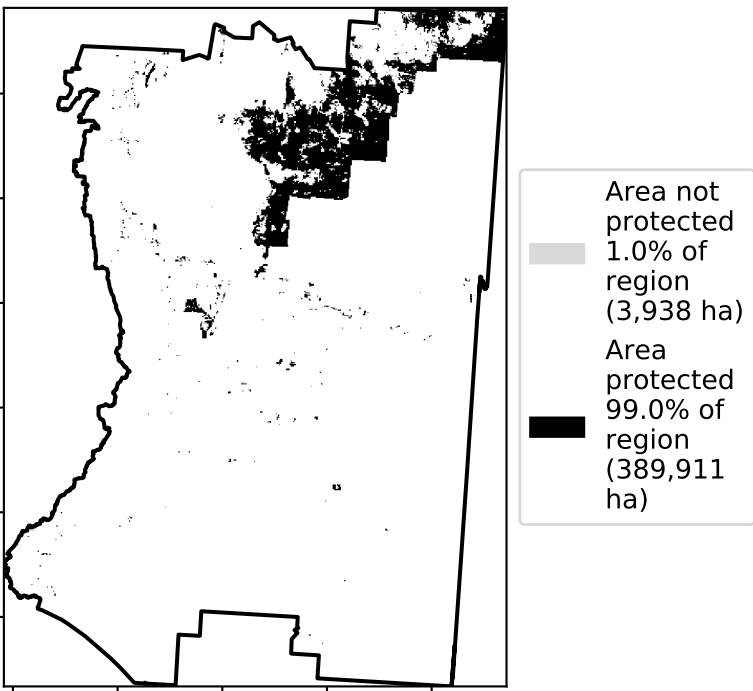 Area not
protected
1.0% of
region
(3,938 ha)
Area
protected
99.0% of
region
(389,911
ha)